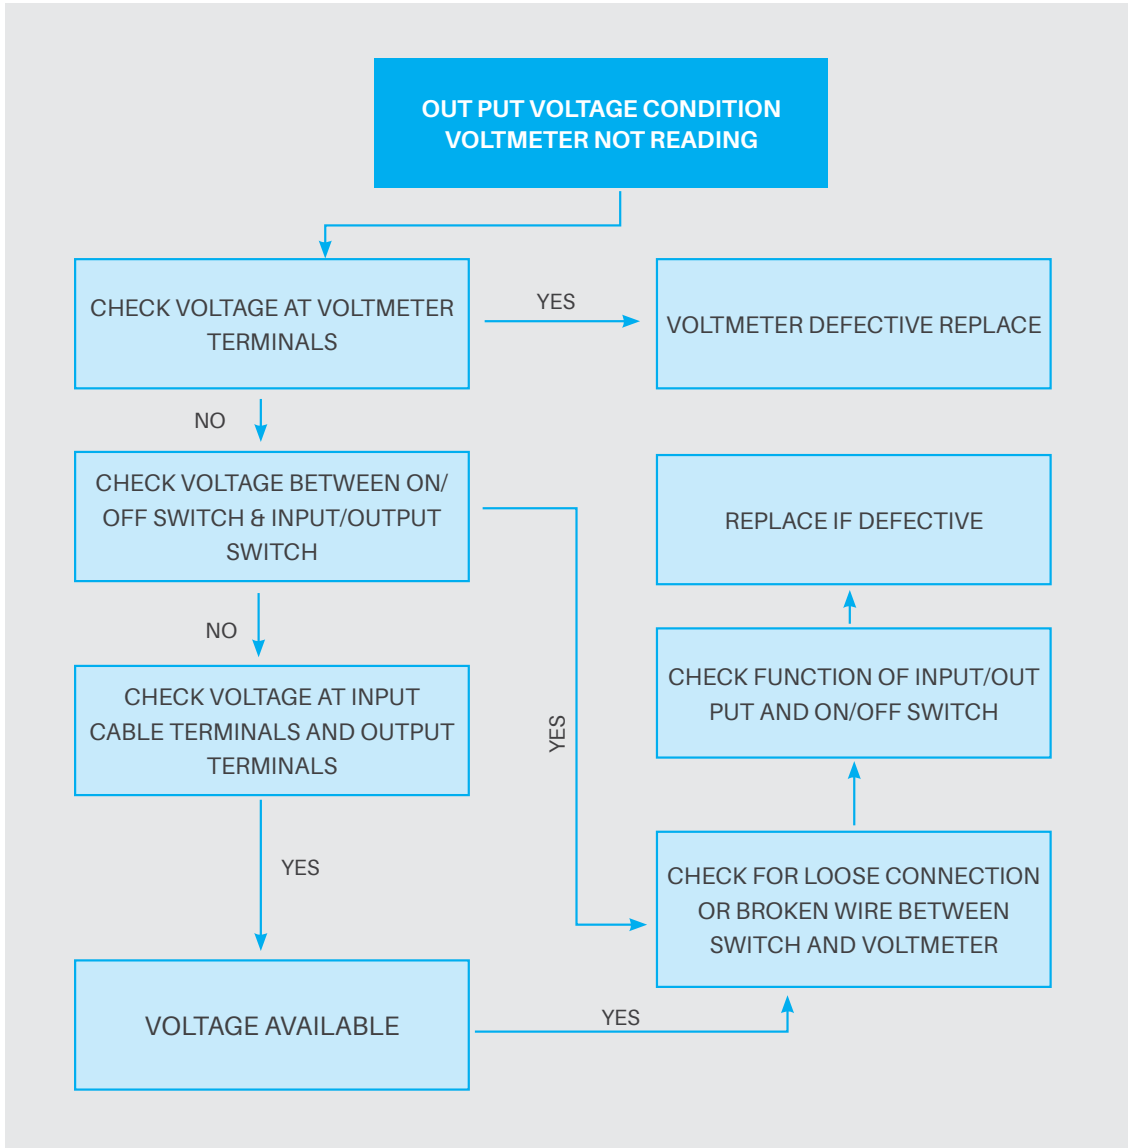 OUT PUT VOLTAGE CONDITION
VOLTMETER NOT READING
CHECK VOLTAGE AT VOLTMETER
TERMINALS
YES
VOLTMETER DEFECTIVE REPLACE
NO
CHECK VOLTAGE BETWEEN ON/
OFF SWITCH & INPUT/OUTPUT
SWITCH
REPLACE IF DEFECTIVE
NO
CHECK VOLTAGE AT INPUT
CABLE TERMINALS AND OUTPUT
TERMINALS
YES
CHECK FUNCTION OF INPUT/OUT
PUT AND ON/OFF SWITCH
YES
CHECK FOR LOOSE CONNECTION
OR BROKEN WIRE BETWEEN
SWITCH AND VOLTMETER
VOLTAGE AVAILABLE
YES